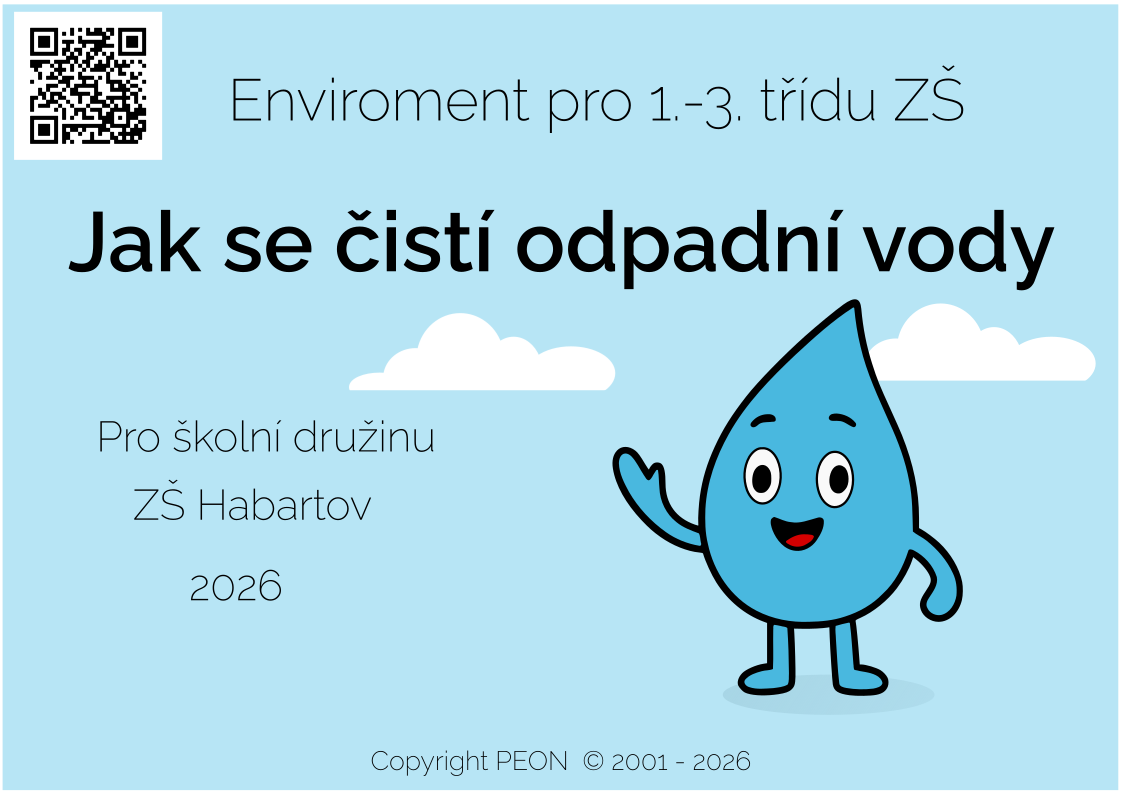 Enviroment pro 1.-3. třídu ZŠ
Jak se čistí odpadní vody
Pro školní družinu
ZŠ Habartov
2026
Copyright PEON © 2001 - 2026